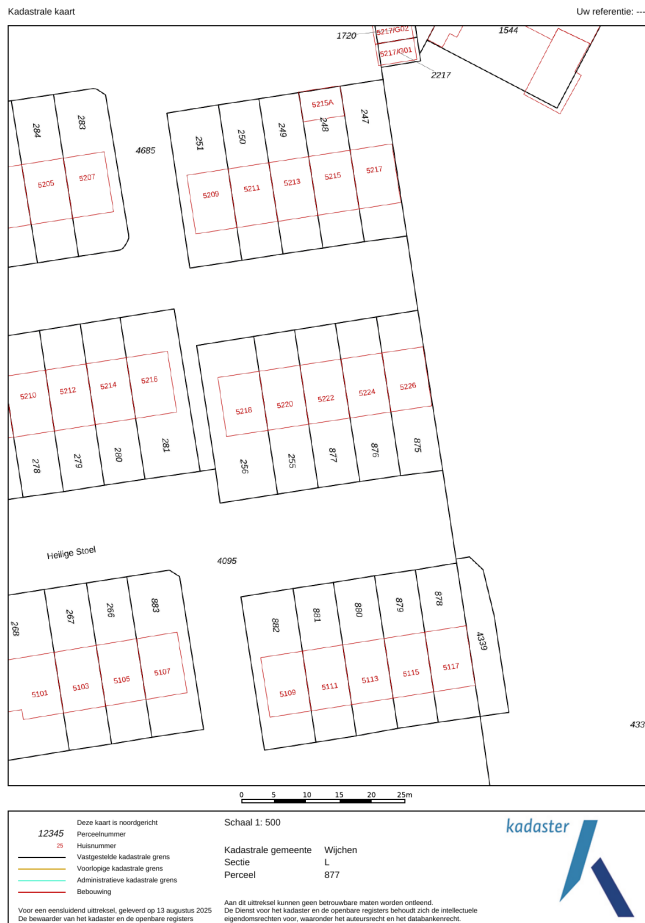 Kadastrale kaart
Uw referentie: ---
1720
5217/G02
5217/G01
2217
1544
284
283
4685
251
250
249
5215A
248
247
5205
5207
5209
5211
5213
5215
5217
5210
5212
5214
5216
5218
5220
5222
5224
5226
278
279
280
281
256
255
877
876
875
Heilige Stoel
4095
268
267
266
883
882
881
880
879
878
4339
5101
5103
5105
5107
5109
5111
5113
5115
5117
433
0 5 10 15 20 25m
Deze kaart is noordgericht
12345 Perceelnummer
25 Huisnummer
Vastgestelde kadastrale grens
Voorlopige kadastrale grens
Administratieve kadastrale grens
Bebouwing
Voor een eensluidend uittreksel, geleverd op 13 augustus 2025
De bewaarder van het kadaster en de openbare registers
Schaal 1: 500
Kadastrale gemeente Wijchen
Sectie L
Perceel 877
Aan dit uittreksel kunnen geen betrouwbare maten worden ontleend.
De Dienst voor het kadaster en de openbare registers behoudt zich de intellectuele
eigendomsrechten voor, waaronder het auteursrecht en het databankenrecht.
kadaster